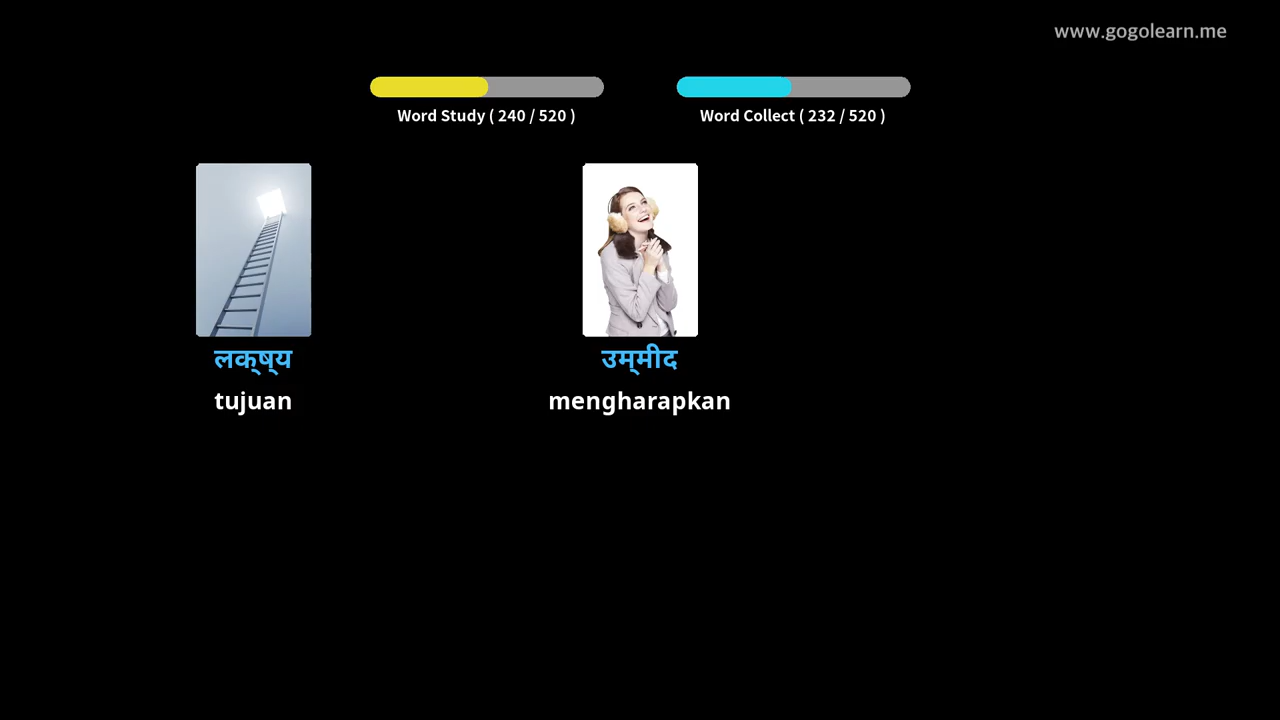 www.gogolearn.me
Word Study ( 240 / 520 )
Word Collect ( 232 / 520 )
लक्ष्य
tujuan
उम्मीद
mengharapkan